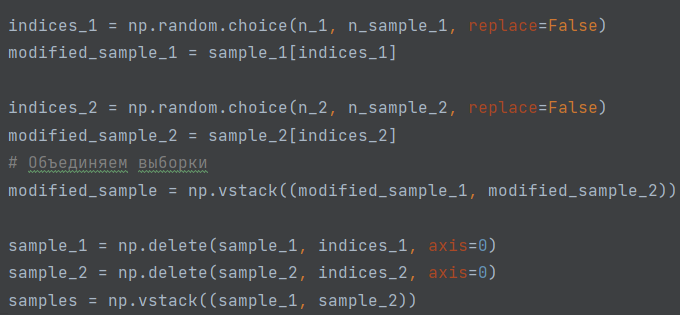 indices_1 = np.random.choice(n_1, n_sample_1, replace=False)
modified_sample_1 = sample_1[indices_1]
indices_2 = np.random.choice(n_2, n_sample_2, replace=False)
modified_sample_2 = sample_2[indices_2]
# Объединяем выборки
modified_sample = np.vstack((modified_sample_1, modified_sample_2))
sample_1 = np.delete(sample_1, indices_1, axis=0)
sample_2 = np.delete(sample_2, indices_2, axis=0)
samples = np.vstack((sample_1, sample_2))